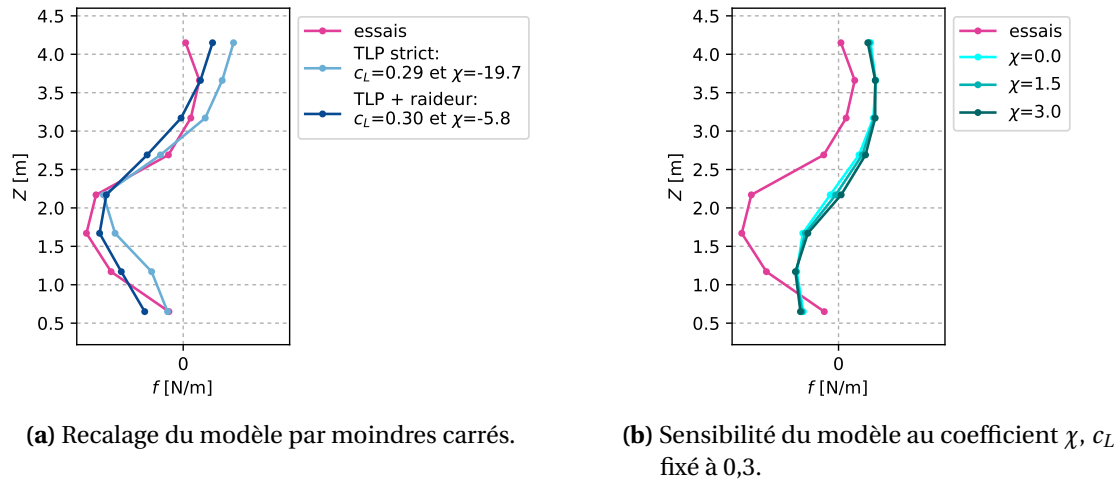 4.5
4.0
3.5
3.0
2.5
2.0
1.5
1.0
0.5
Z [m]
0
f [N/m]
essais
TLP strict:
c_L=0.29 et χ=-19.7
TLP + raideur:
c_L=0.30 et χ=-5.8
(a) Recalage du modèle par moindres carrés.
4.5
4.0
3.5
3.0
2.5
2.0
1.5
1.0
0.5
Z [m]
0
f [N/m]
essais
χ=0.0
χ=1.5
χ=3.0
(b) Sensibilité du modèle au coefficient χ, c_L
fixé à 0,3.